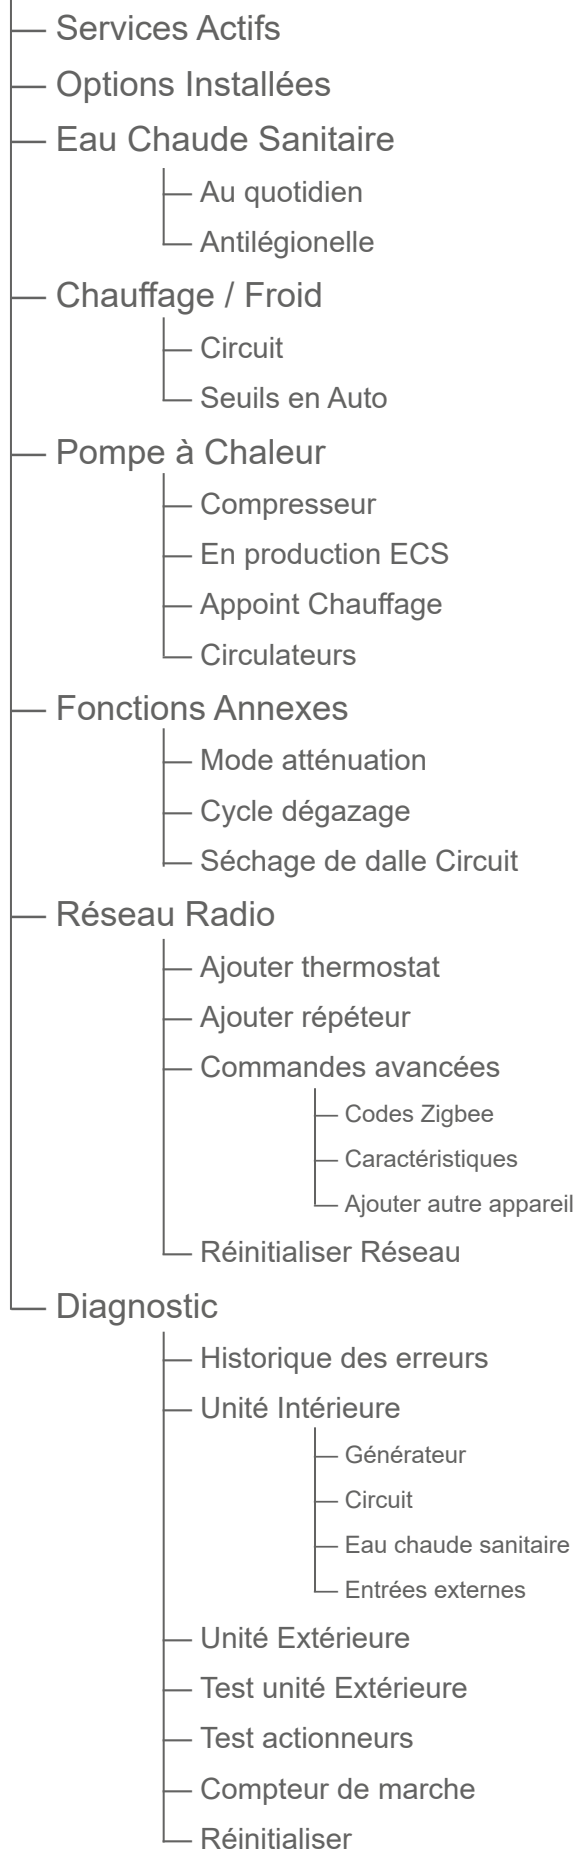 Services Actifs
Options Installées
Eau Chaude Sanitaire
Au quotidien
Antilégionelle
Chauffage / Froid
Circuit
Seuils en Auto
Pompe à Chaleur
Compresseur
En production ECS
Appoint Chauffage
Circulateurs
Fonctions Annexes
Mode atténuation
Cycle dégazage
Séchage de dalle Circuit
Réseau Radio
Ajouter thermostat
Ajouter répéteur
Commandes avancées
Codes Zigbee
Caractéristiques
Ajouter autre appareil
Réinitialiser Réseau
Diagnostic
Historique des erreurs
Unité Intérieure
Générateur
Circuit
Eau chaude sanitaire
Entrées externes
Unité Extérieure
Test unité Extérieure
Test actionneurs
Compteur de marche
Réinitialiser